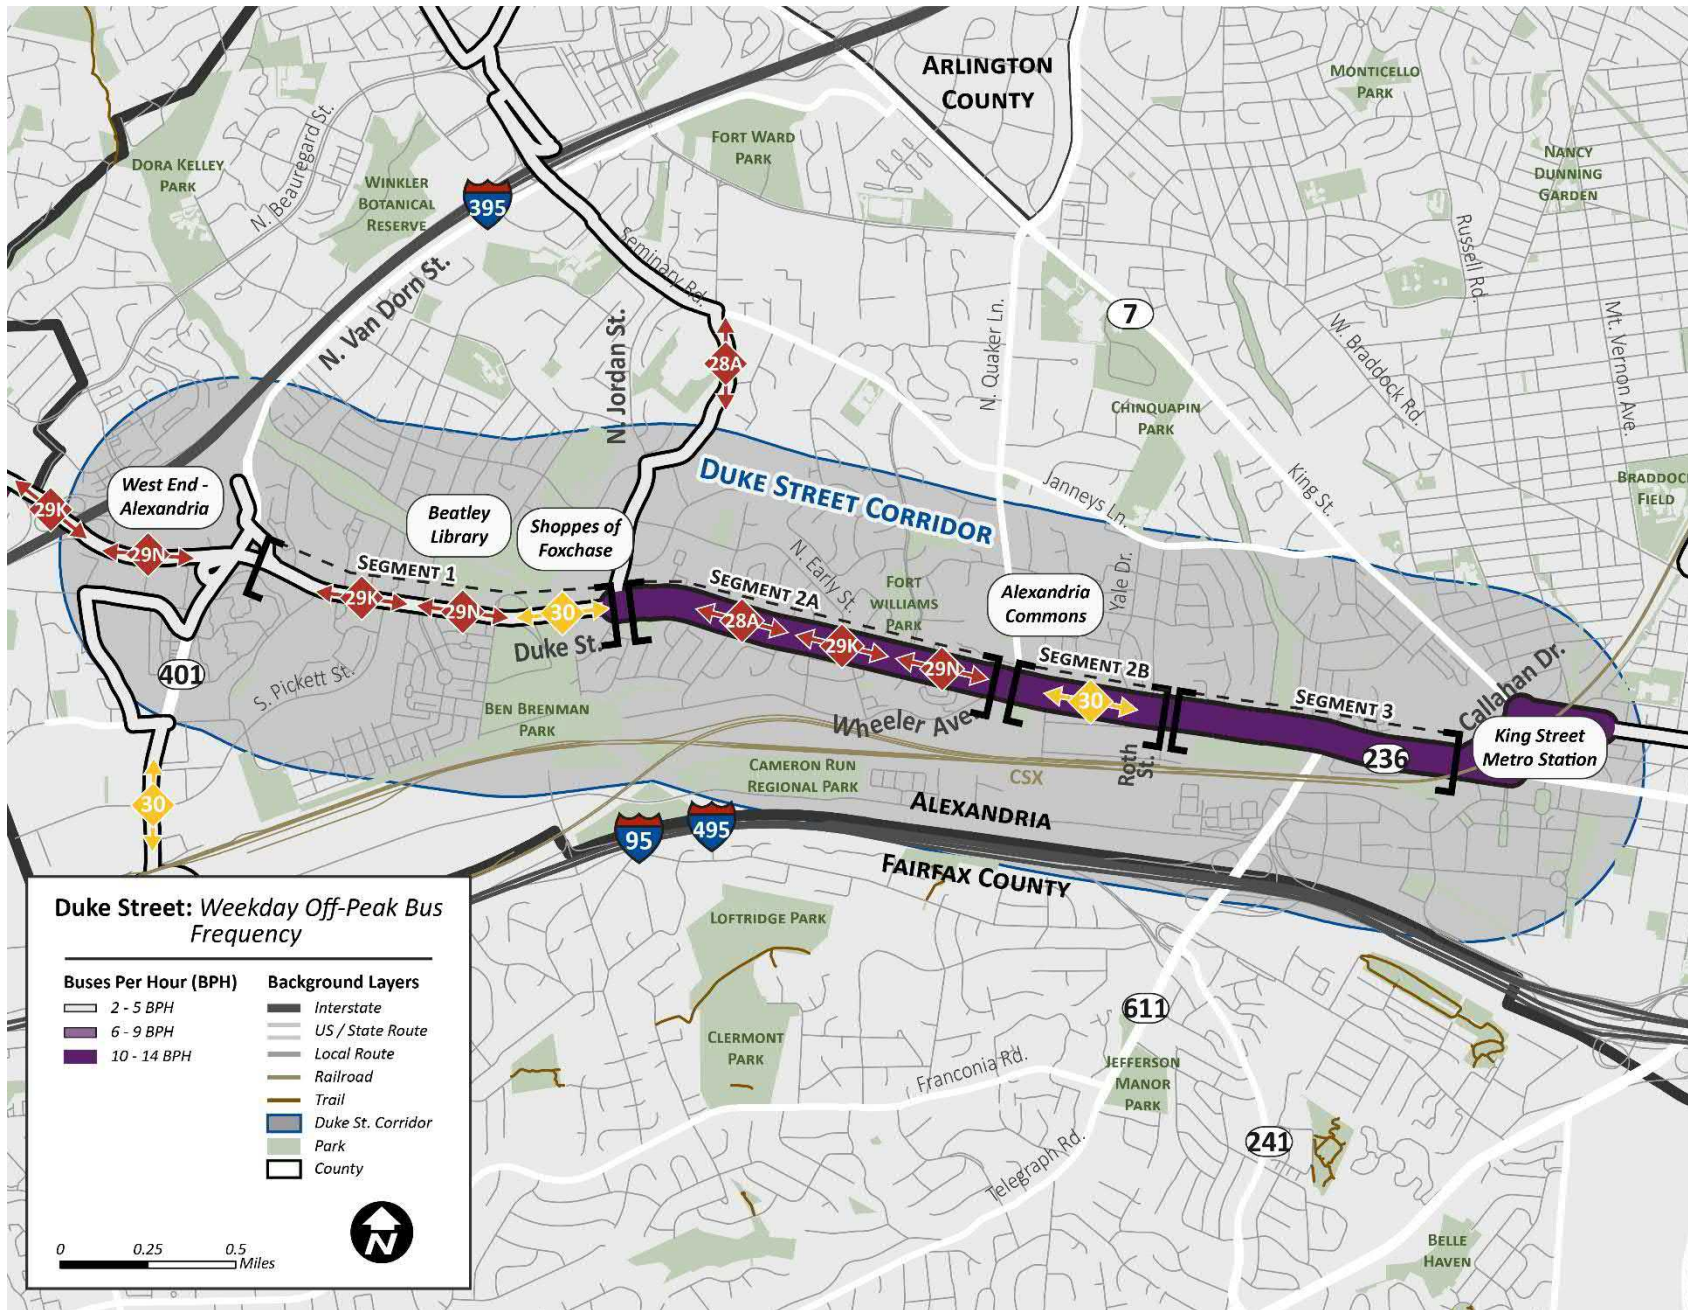 ARLINGTON
COUNTY
MONTICELLO
PARK
DORA KELLEY
PARK
N. Beauregard St.
WINKLER
BOTANICAL
RESERVE
395
FORT WARD
PARK
NANCY
DUNNING
GARDEN
Seminary Rd.
Russell Rd.
N. Van Dorn St.
N. Jordan St.
28A
N. Quaker Ln.
7
W. Braddock Rd.
Mt. Vernon Ave.
CHINQUAPIN
PARK
King St.
BRADDOCK
FIELD
DUKE STREET CORRIDOR
Janneys Ln.
West End -
Alexandria
29K
29N
Beatley
Library
Shoppes of
Foxchase
SEGMENT 1
29K
29N
30
Duke St.
SEGMENT 2A
N. Early St.
FORT
WILLIAMS
PARK
28A
29K
29N
Alexandria
Commons
Yale Dr.
SEGMENT 2B
30
SEGMENT 3
Callahan Dr.
King Street
Metro Station
236
401
S. Pickett St.
BEN BRENMAN
PARK
Wheeler Ave.
Roth
St.
CAMERON RUN
REGIONAL PARK
CSX
30
95
495
ALEXANDRIA
FAIRFAX COUNTY
LOFTRIDGE PARK
CLERMONT
PARK
611
JEFFERSON
MANOR
PARK
Franconia Rd.
Telegraph Rd.
241
BELLE
HAVEN
Duke Street: Weekday Off-Peak Bus
Frequency
Buses Per Hour (BPH)
2 - 5 BPH
6 - 9 BPH
10 - 14 BPH
Background Layers
Interstate
US / State Route
Local Route
Railroad
Trail
Duke St. Corridor
Park
County
N
0 0.25 0.5
Miles